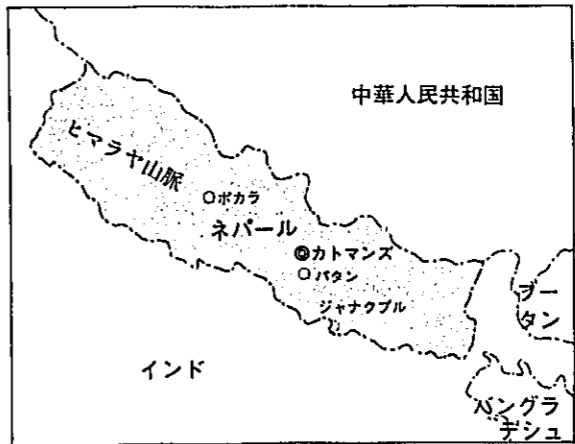 中華人民共和国
ヒマラヤ山脈
ポカラ
ネパール
カトマンズ
パタン
ジャナクプル
ブー
タン
インド
バングラ
デシュ